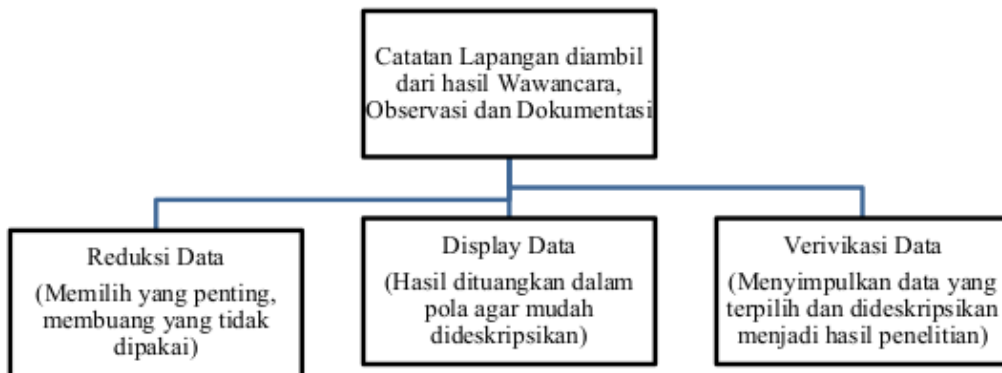 Catatan Lapangan diambil
dari hasil Wawancara,
Observasi dan Dokumentasi
Reduksi Data
(Memilih yang penting,
membuang yang tidak
dipakai)
Display Data
(Hasil dituangkan dalam
pola agar mudah
dideskripsikan)
Verivikasi Data
(Menyimpulkan data yang
terpilih dan dideskripsikan
menjadi hasil penelitian)